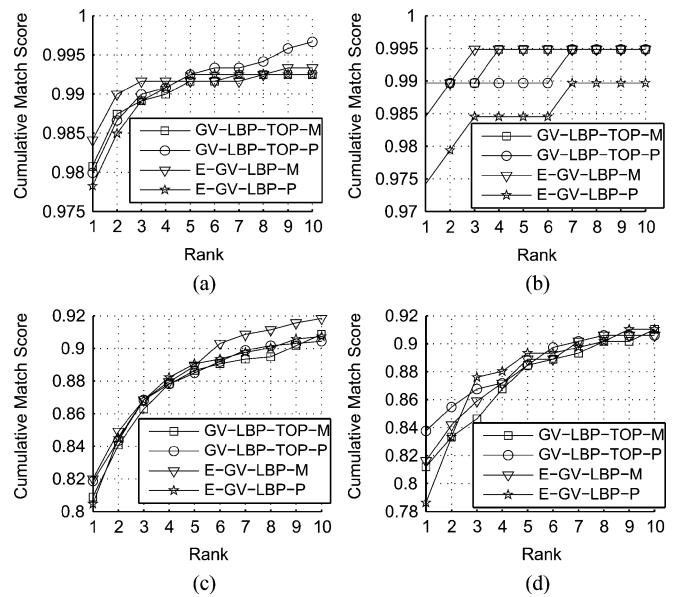 Cumulative Match Score
1
0.995
0.99
0.985
0.98
0.975
GV-LBP-TOP-M
GV-LBP-TOP-P
E-GV-LBP-M
E-GV-LBP-P
1 2 3 4 5 6 7 8 9 10
Rank
(a)
Cumulative Match Score
1
0.995
0.99
0.985
0.98
0.975
0.97
GV-LBP-TOP-M
GV-LBP-TOP-P
E-GV-LBP-M
E-GV-LBP-P
1 2 3 4 5 6 7 8 9 10
Rank
(b)
Cumulative Match Score
0.92
0.9
0.88
0.86
0.84
0.82
0.8
GV-LBP-TOP-M
GV-LBP-TOP-P
E-GV-LBP-M
E-GV-LBP-P
1 2 3 4 5 6 7 8 9 10
Rank
(c)
Cumulative Match Score
0.92
0.9
0.88
0.86
0.84
0.82
0.8
0.78
GV-LBP-TOP-M
GV-LBP-TOP-P
E-GV-LBP-M
E-GV-LBP-P
1 2 3 4 5 6 7 8 9 10
Rank
(d)